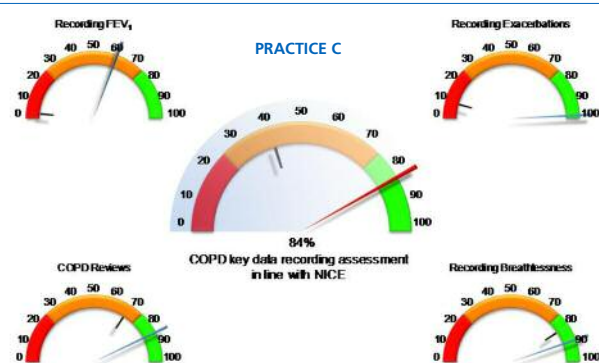 Recording FEV1
0 10 20 30 40 50 60 70 80 90 100
PRACTICE C
Recording Exacerbations
0 10 20 30 40 50 60 70 80 90 100
0 10 20 30 40 50 60 70 80 90 100
84%
COPD key data recording assessment
in line with NICE
COPD Reviews
0 10 20 30 40 50 60 70 80 90 100
Recording Breathlessness
0 10 20 30 40 50 60 70 80 90 100